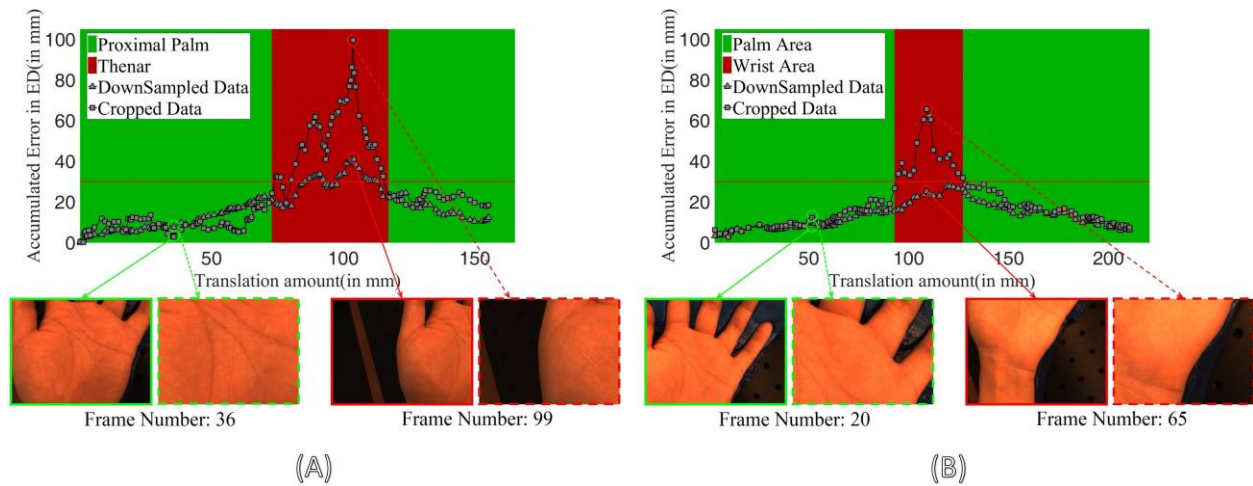 Accumulated Error in ED(in mm)
100
80
60
40
20
0
Proximal Palm
Thenar
DownSampled Data
Cropped Data
50
100
150
Translation amount(in mm)
Frame Number: 36
Frame Number: 99
(A)
Accumulated Error in ED(in mm)
100
80
60
40
20
0
Palm Area
Wrist Area
DownSampled Data
Cropped Data
50
100
150
200
Translation amount(in mm)
Frame Number: 20
Frame Number: 65
(B)